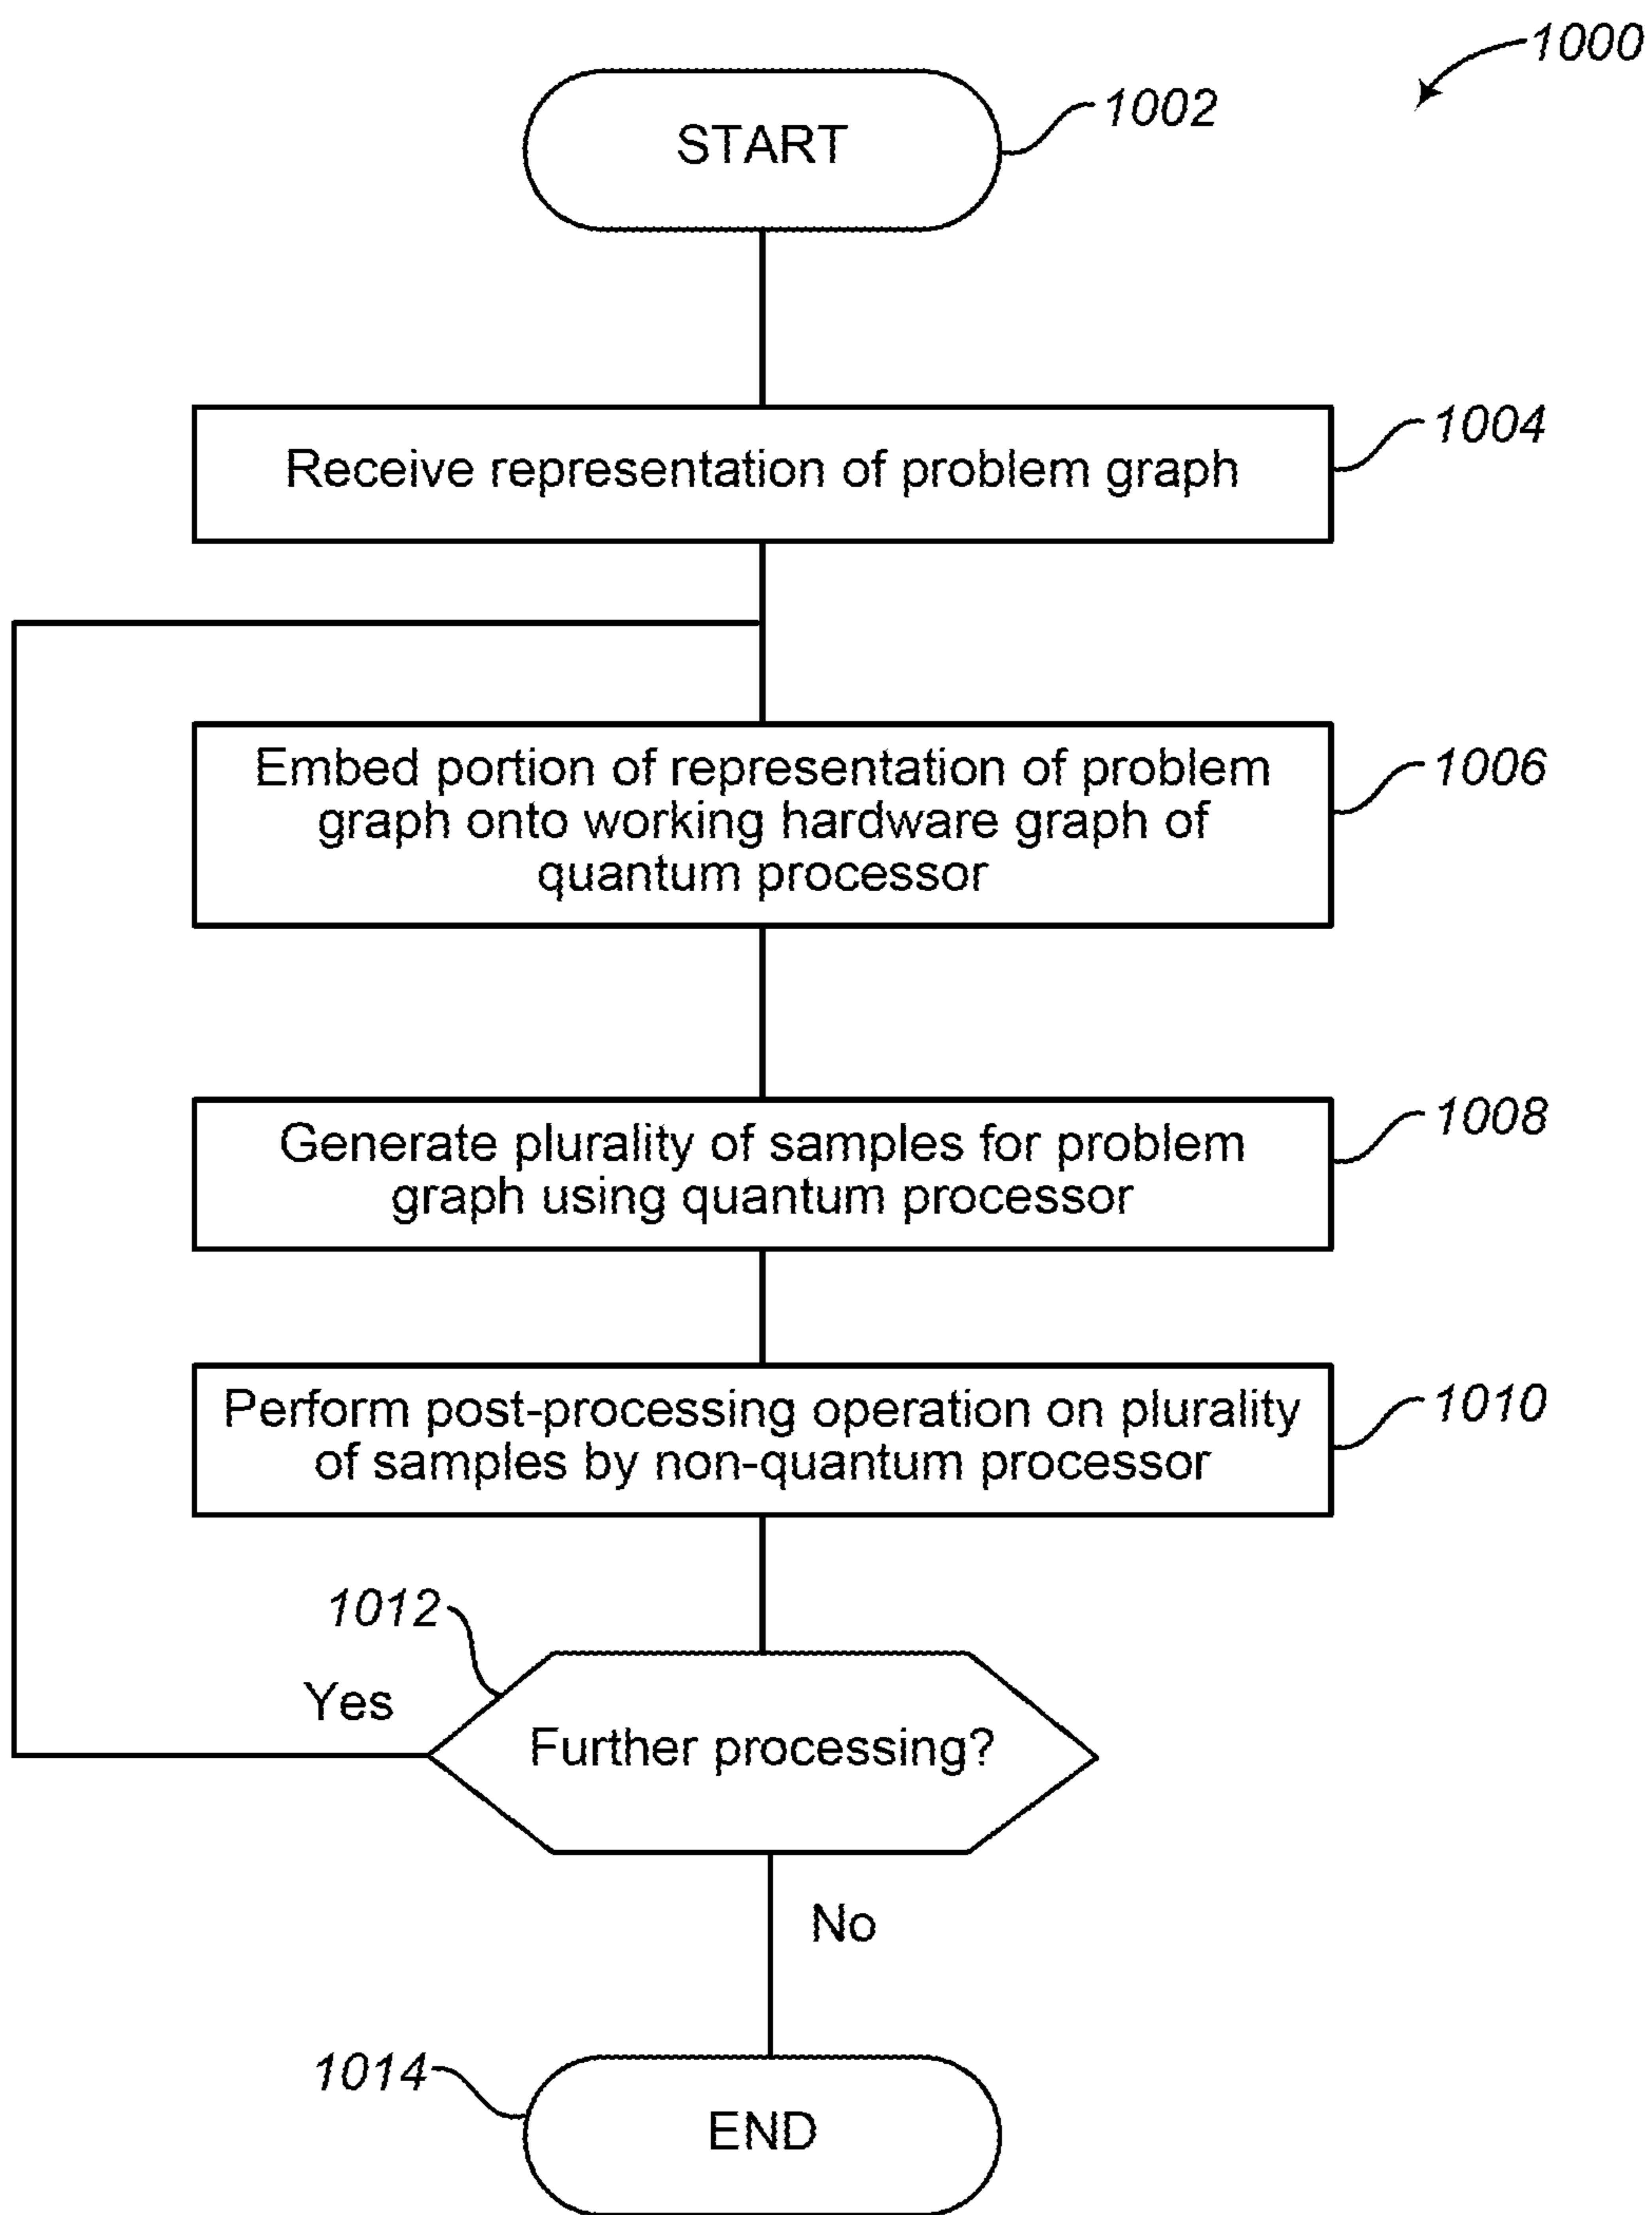 1000
START
1002
Receive representation of problem graph
1004
Embed portion of representation of problem
graph onto working hardware graph of
quantum processor
1006
Generate plurality of samples for problem
graph using quantum processor
1008
Perform post-processing operation on plurality
of samples by non-quantum processor
1010
1012
Yes
Further processing?
No
1014
END